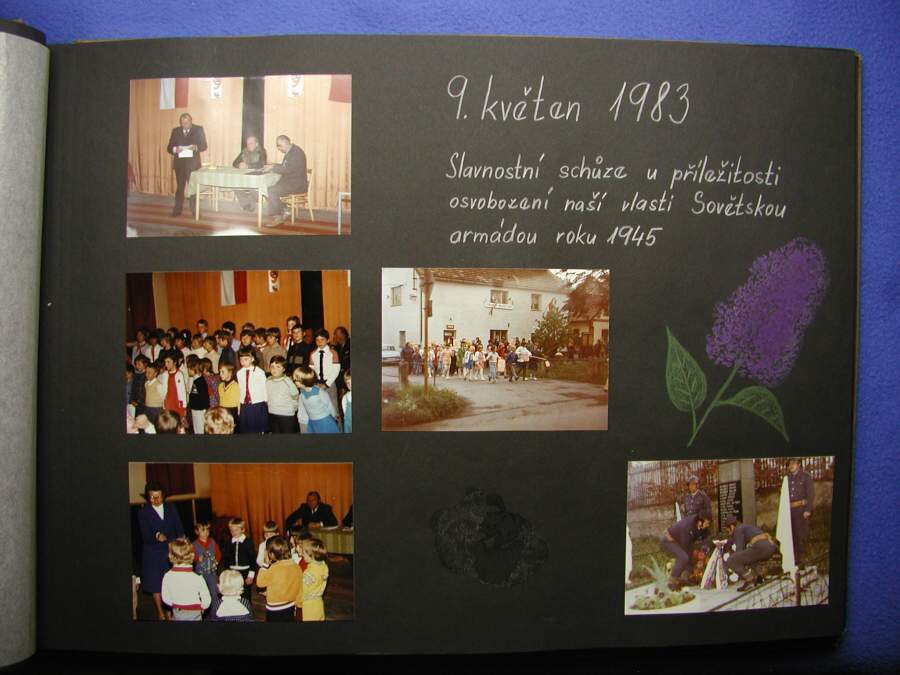 9. květen 1983
Slavnostní schůze u příležitosti
osvobození naší vlasti Sovětskou
armádou roku 1945